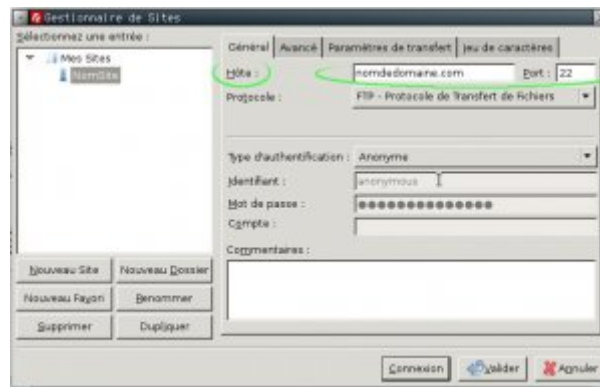 Gestionnaire de Sites
Sélectionnez une entrée :
Mes Sites
NomSite
Général Avancé Paramètres de transfert Jeu de caractères
Hôte : nomdedomaine.com Port : 22
Protocole : FTP - Protocole de Transfert de Fichiers
Type d'authentification : Anonyme
Identifiant : anonymous
Mot de passe : ●●●●●●●●●●●●●●
Compte :
Commentaires :
Nouveau Site Nouveau Dossier
Nouveau Favori Renommer
Supprimer Dupliquer
Connexion Valider Annuler